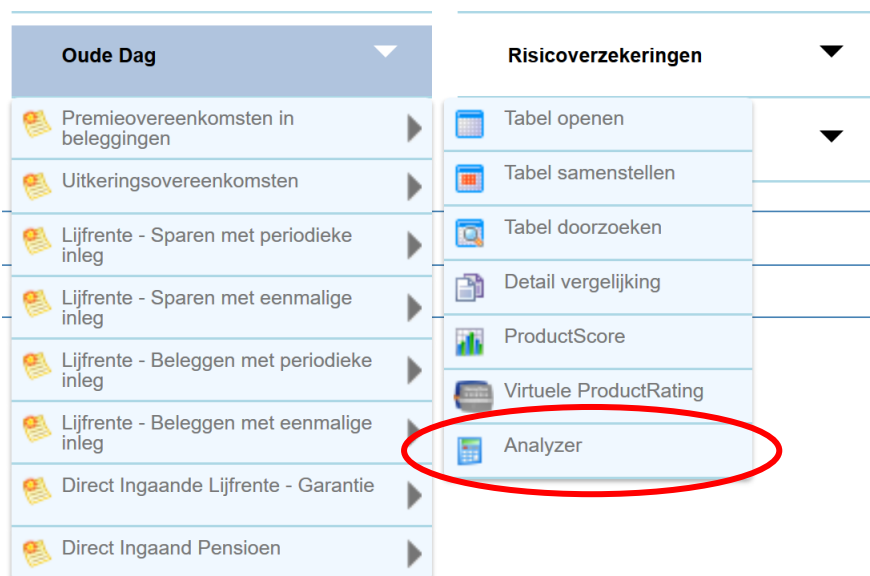 Oude Dag
Premieovereenkomsten in
beleggingen
Uitkeringsovereenkomsten
Lijfrente - Sparen met periodieke
inleg
Lijfrente - Sparen met eenmalige
inleg
Lijfrente - Beleggen met periodieke
inleg
Lijfrente - Beleggen met eenmalige
inleg
Direct Ingaande Lijfrente - Garantie
Direct Ingaand Pensioen
Risicoverzekeringen
Tabel openen
Tabel samenstellen
Tabel doorzoeken
Detail vergelijking
ProductScore
Virtuele ProductRating
Analyzer